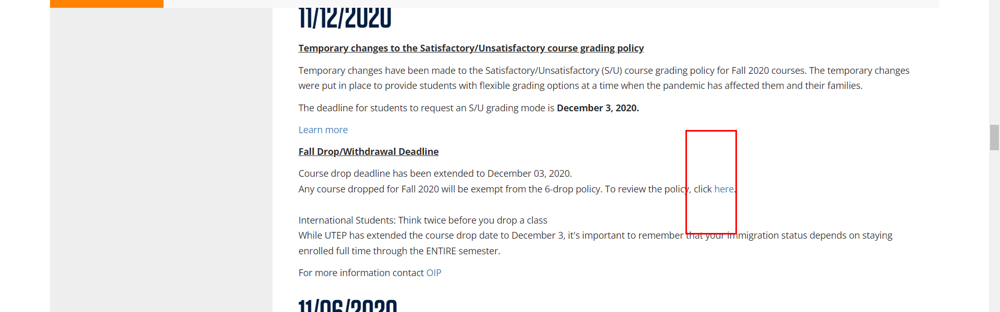 11/12/2020
Temporary changes to the Satisfactory/Unsatisfactory course grading policy
Temporary changes have been made to the Satisfactory/Unsatisfactory (S/U) course grading policy for Fall 2020 courses. The temporary changes
were put in place to provide students with flexible grading options at a time when the pandemic has affected them and their families.
The deadline for students to request an S/U grading mode is December 3, 2020.
Learn more
Fall Drop/Withdrawal Deadline
Course drop deadline has been extended to December 03, 2020.
Any course dropped for Fall 2020 will be exempt from the 6-drop policy. To review the policy, click here.
International Students: Think twice before you drop a class
While UTEP has extended the course drop date to December 3, it's important to remember that your immigration status depends on staying
enrolled full time through the ENTIRE semester.
For more information contact OIP
11/06/2020